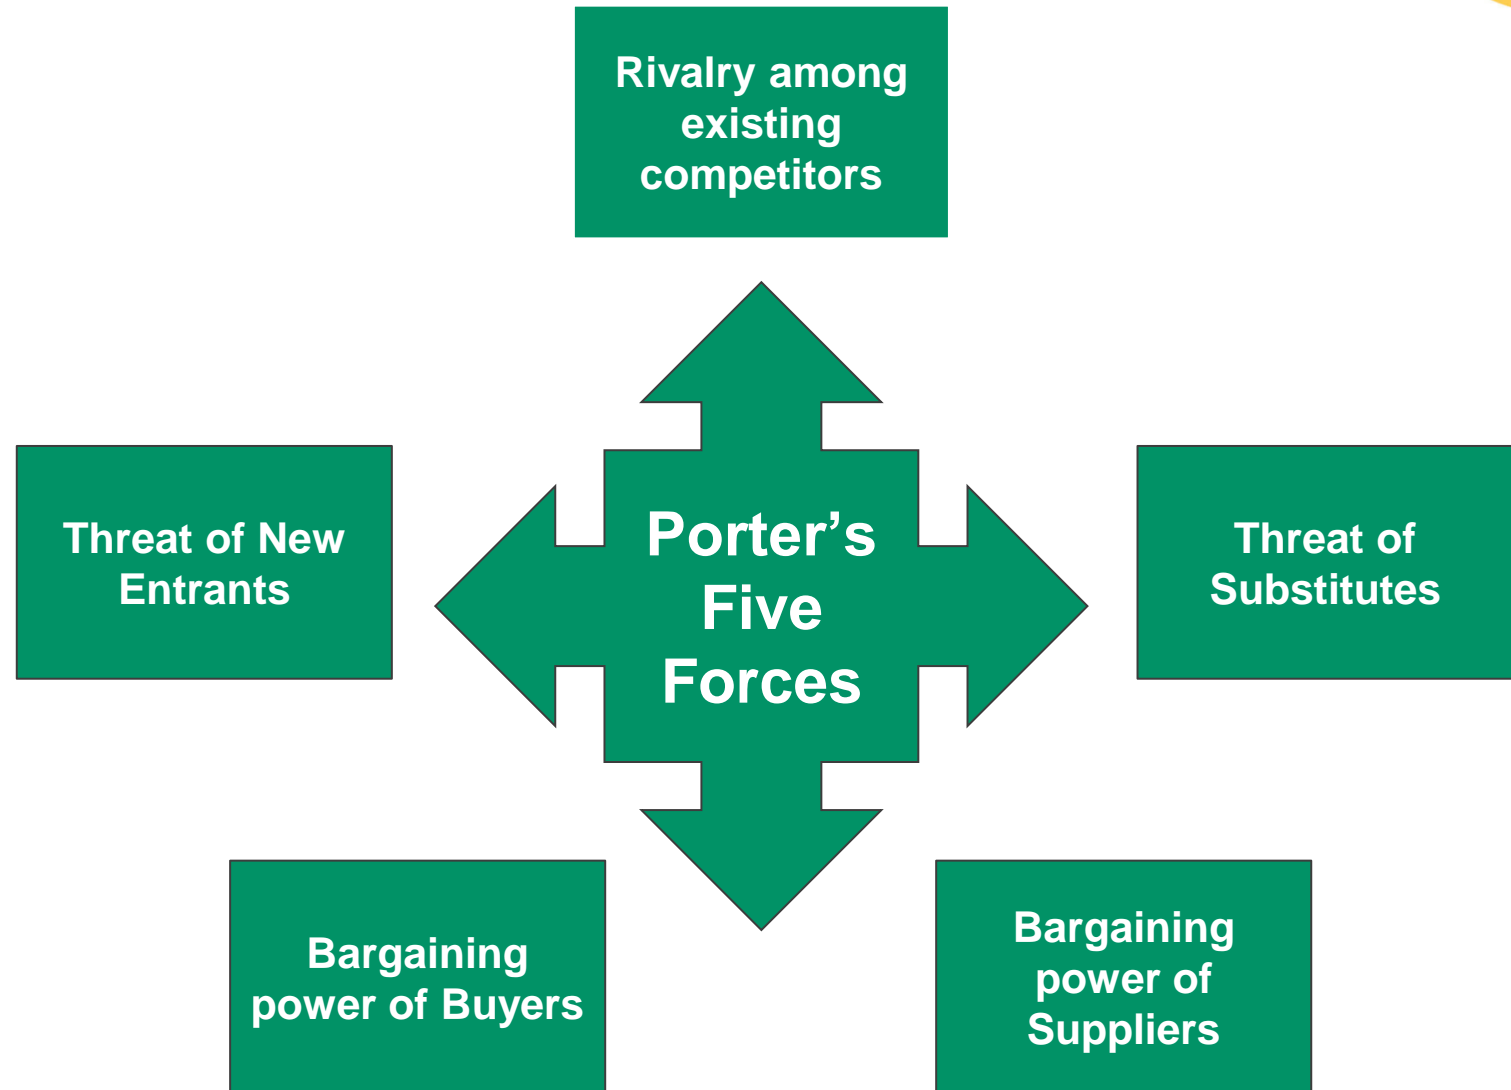 Rivalry among
existing
competitors
Threat of New
Entrants
Porter’s
Five
Forces
Threat of
Substitutes
Bargaining
power of Buyers
Bargaining
power of
Suppliers